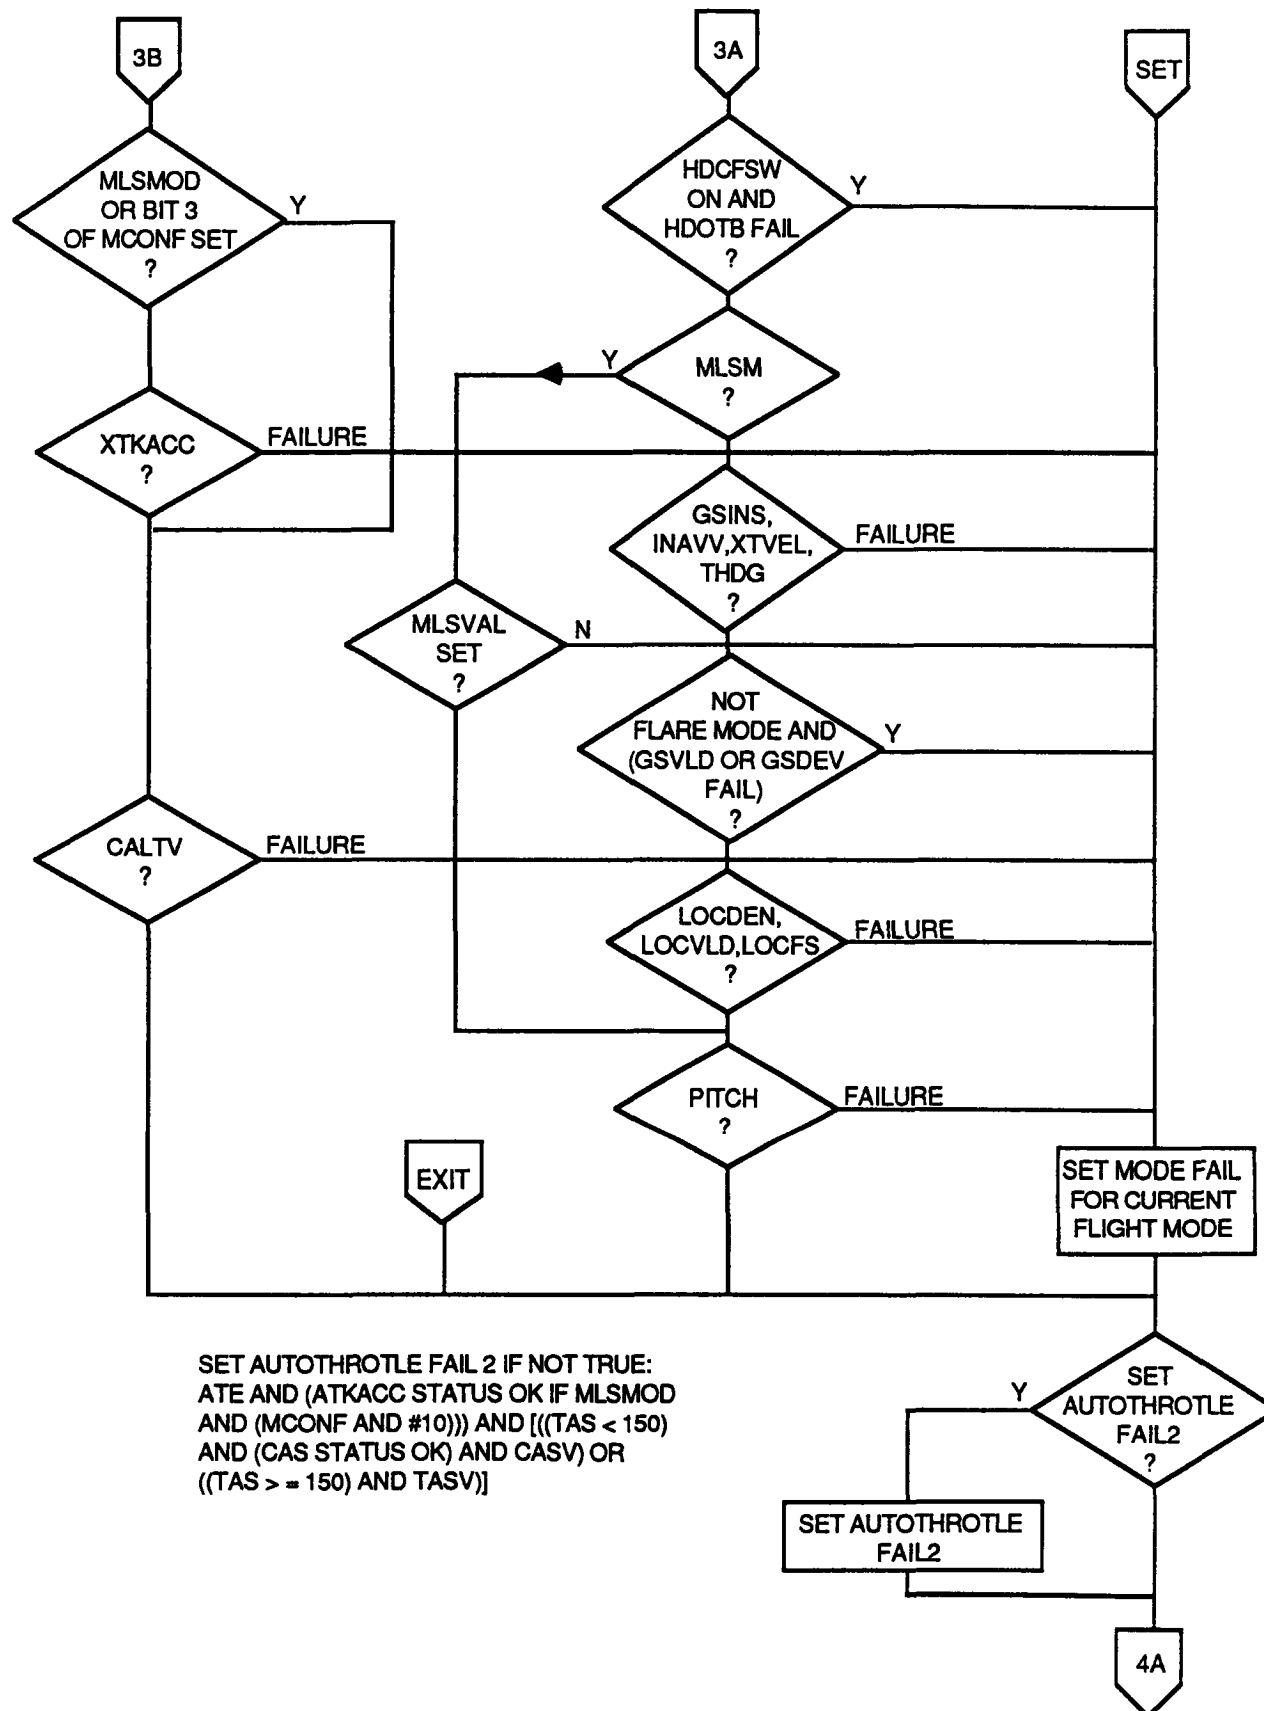 3B
3A
SET
MLSMOD
OR BIT 3
OF MCONF SET
?
Y
HDCFSW
ON AND
HDOTB FAIL
?
Y
MLSM
?
Y
XTKACC
?
FAILURE
GSINS,
INAVV,XTVEL,
THDG
?
FAILURE
MLSVAL
SET
?
N
NOT
FLARE MODE AND
(GSVLD OR GSDEV
FAIL)
?
Y
CALTV
?
FAILURE
LOCDEN,
LOCVLD,LOCFS
?
FAILURE
PITCH
?
FAILURE
EXIT
SET MODE FAIL
FOR CURRENT
FLIGHT MODE
SET AUTOTHROTLE FAIL 2 IF NOT TRUE:
ATE AND (ATKACC STATUS OK IF MLSMOD
AND (MCONF AND #10))) AND [((TAS < 150)
AND (CAS STATUS OK) AND CASV) OR
((TAS > = 150) AND TASV)]
SET
AUTOTHROTLE
FAIL2
?
Y
SET AUTOTHROTLE
FAIL2
4A